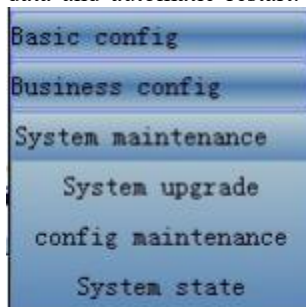 Basic config
Business config
System maintenance
System upgrade
config maintenance
System state